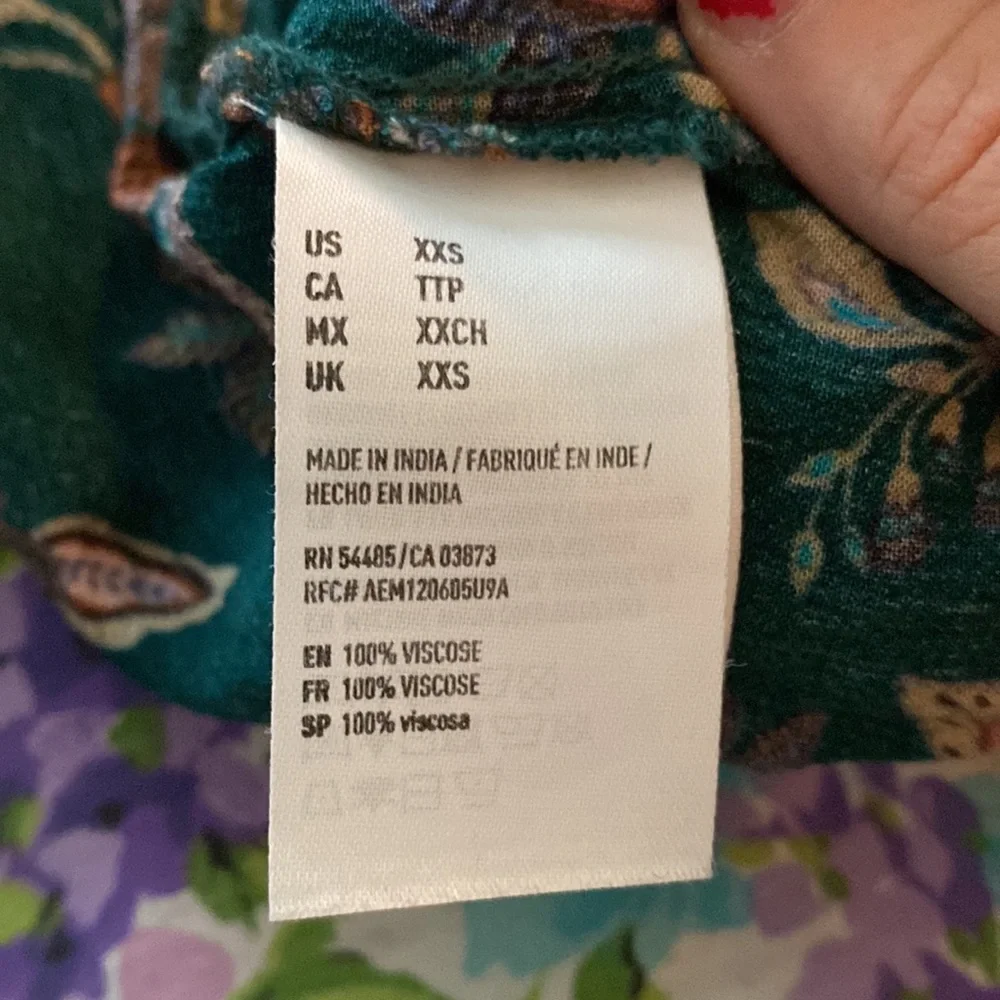 US XXS
CA TTP
MX XXCH
UK XXS
MADE IN INDIA / FABRIQUÉ EN INDE /
HECHO EN INDIA
RN 54485/CA 03873
RFC# AEM120605U9A
EN 100% VISCOSE
FR 100% VISCOSE
SP 100% viscosa